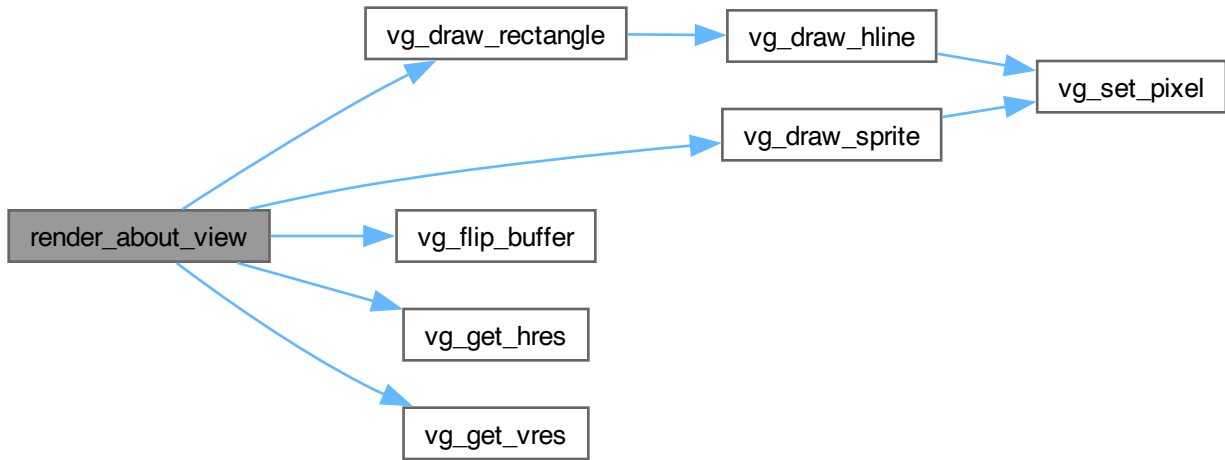 vg_draw_rectangle
vg_draw_hline
vg_set_pixel
vg_draw_sprite
render_about_view
vg_flip_buffer
vg_get_hres
vg_get_vres